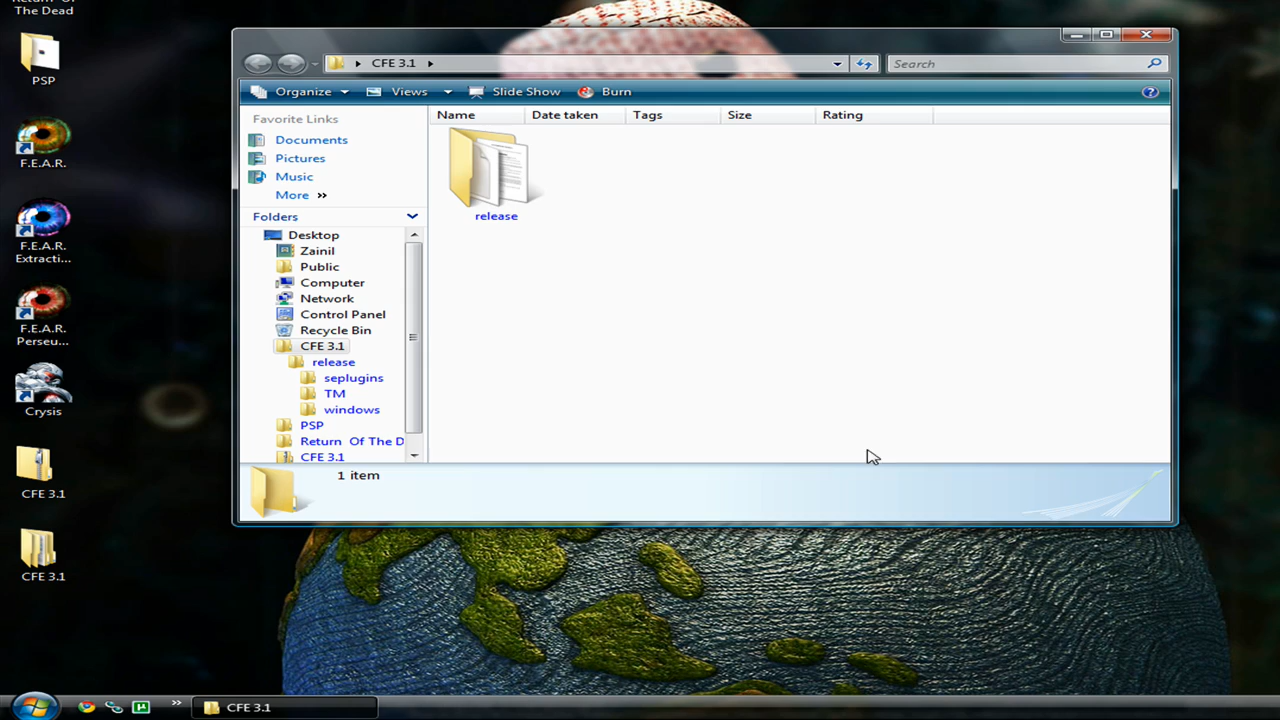 Return Of The
The Dead
PSP
F.E.A.R.
F.E.A.R.
Extracti...
F.E.A.R.
Perseu...
Crysis
CFE 3.1
CFE 3.1
CFE 3.1
Search
Organize
Views
Slide Show
Burn
Favorite Links
Documents
Pictures
Music
More »
Folders
Desktop
Zainil
Public
Computer
Network
Control Panel
Recycle Bin
CFE 3.1
release
seplugins
TM
windows
PSP
Return Of The D
CFE 3.1
Name
Date taken
Tags
Size
Rating
release
1 item
CFE 3.1